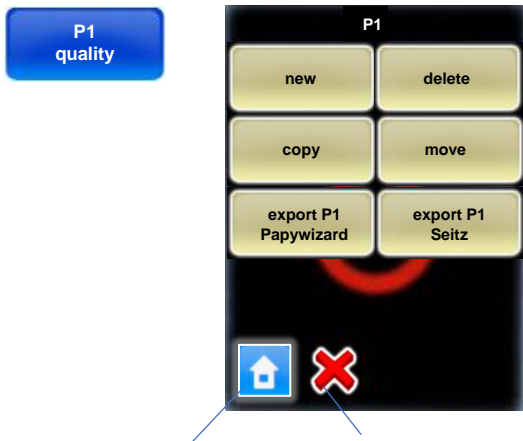 P1
quality
P1
new
delete
copy
move
export P1
Papywizard
export P1
Seitz